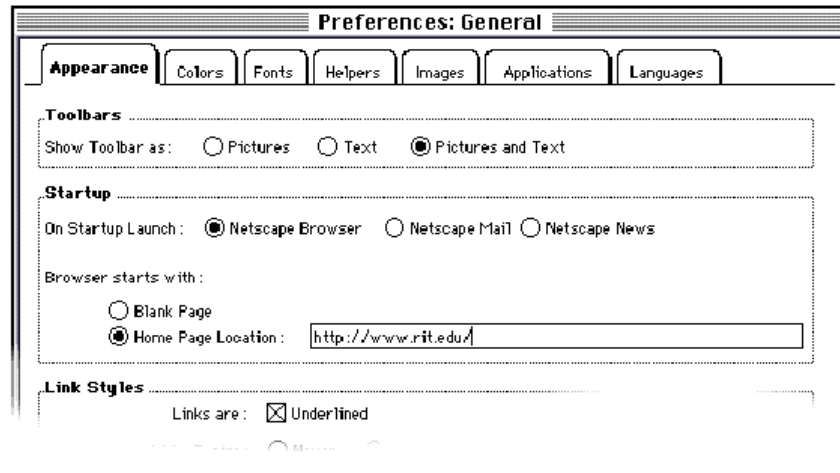 Preferences: General
Appearance Colors Fonts Helpers Images Applications Languages
Toolbars
Show Toolbar as: Pictures Text Pictures and Text
Startup
On Startup Launch: Netscape Browser Netscape Mail Netscape News
Browser starts with:
Blank Page
Home Page Location: http://www.rit.edu/
Link Styles
Links are: Underlined